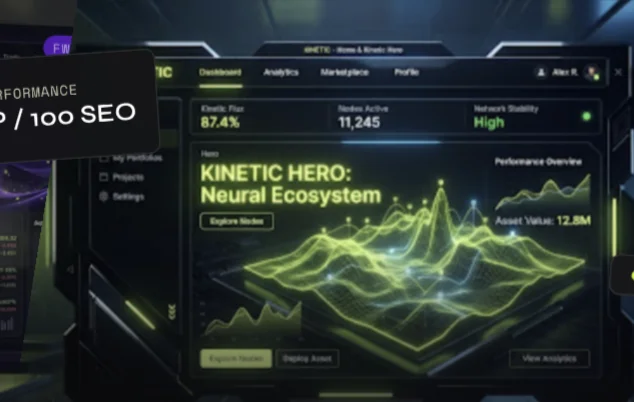 FW
RFORMANCE
P / 100 SEO
KINETIC - Home & Kinetic Hero
TIC
Dashboard
Analytics
Marketplace
Profile
Alex R.
Kinetic Flux
87.4%
Nodes Active
11,245
Network Stability
High
My Portfolios
Projects
Settings
Hero
KINETIC HERO:
Neural Ecosystem
Explore Nodes
Performance Overview
Asset Value: 12.8M
Explore Nodes
Deploy Asset
View Analytics